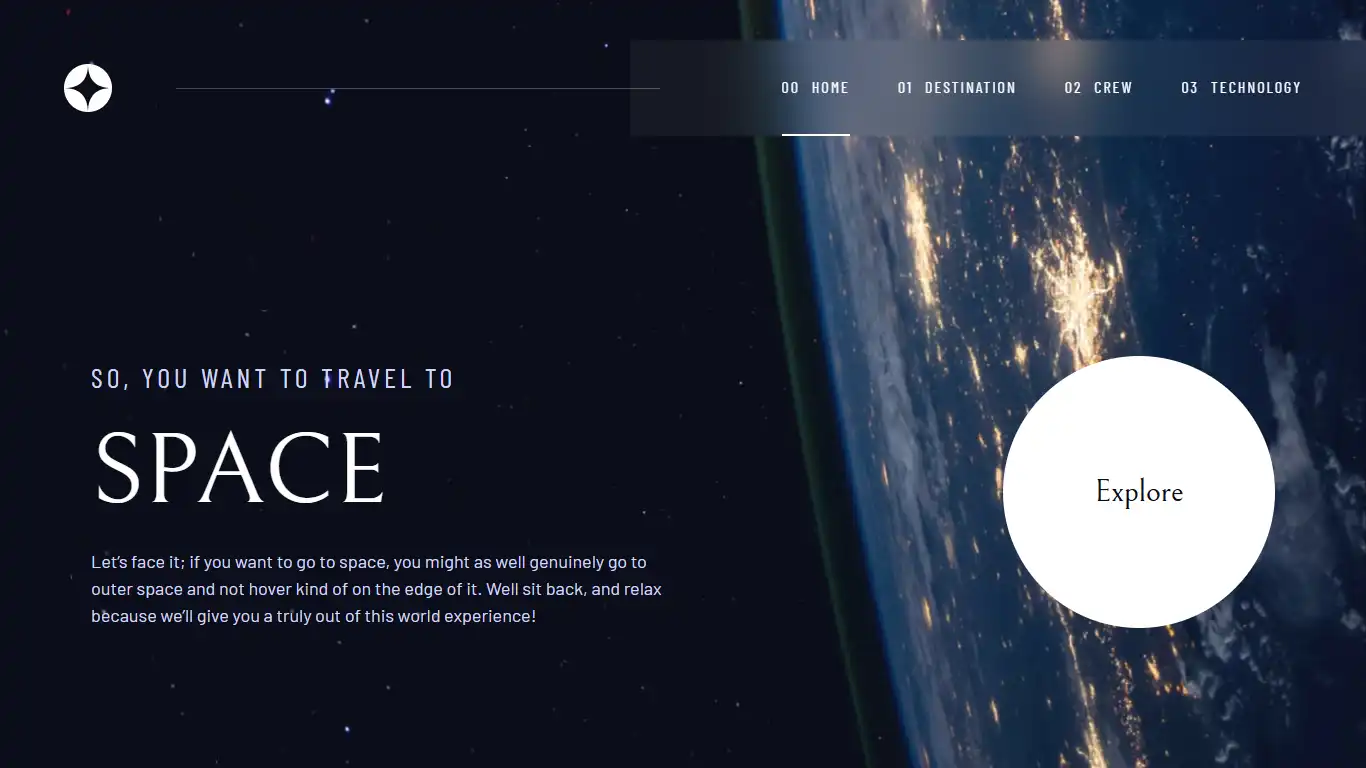 00 HOME 01 DESTINATION 02 CREW 03 TECHNOLOGY
SO, YOU WANT TO TRAVEL TO
SPACE
Let’s face it; if you want to go to space, you might as well genuinely go to
outer space and not hover kind of on the edge of it. Well sit back, and relax
because we’ll give you a truly out of this world experience!
Explore